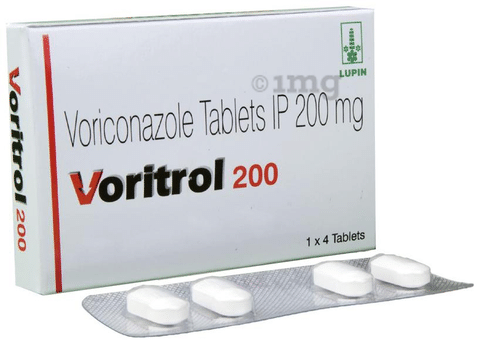 LUPIN
© 1mg
Voriconazole Tablets IP 200 mg
Voritrol 200
1 x 4 Tablets
Voritrol 200